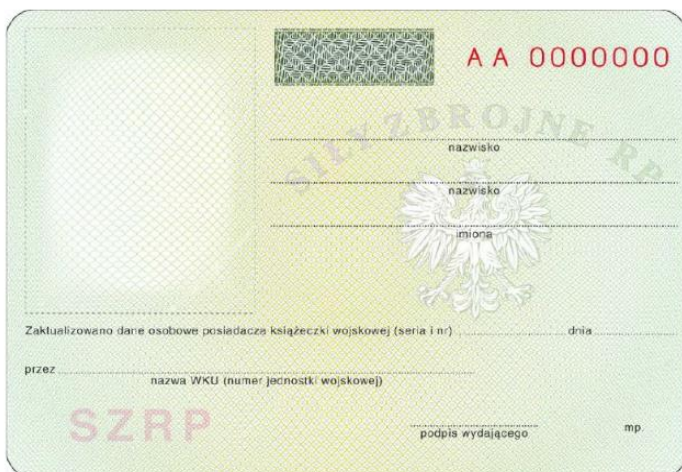 AA 0000000
SIŁY ZBROJNE RP
nazwisko
nazwisko
imiona
Zaktualizowano dane osobowe posiadacza książeczki wojskowej (seria i nr) dnia
przez
nazwa WKU (numer jednostki wojskowej)
SZRP
podpis wydającego mp.